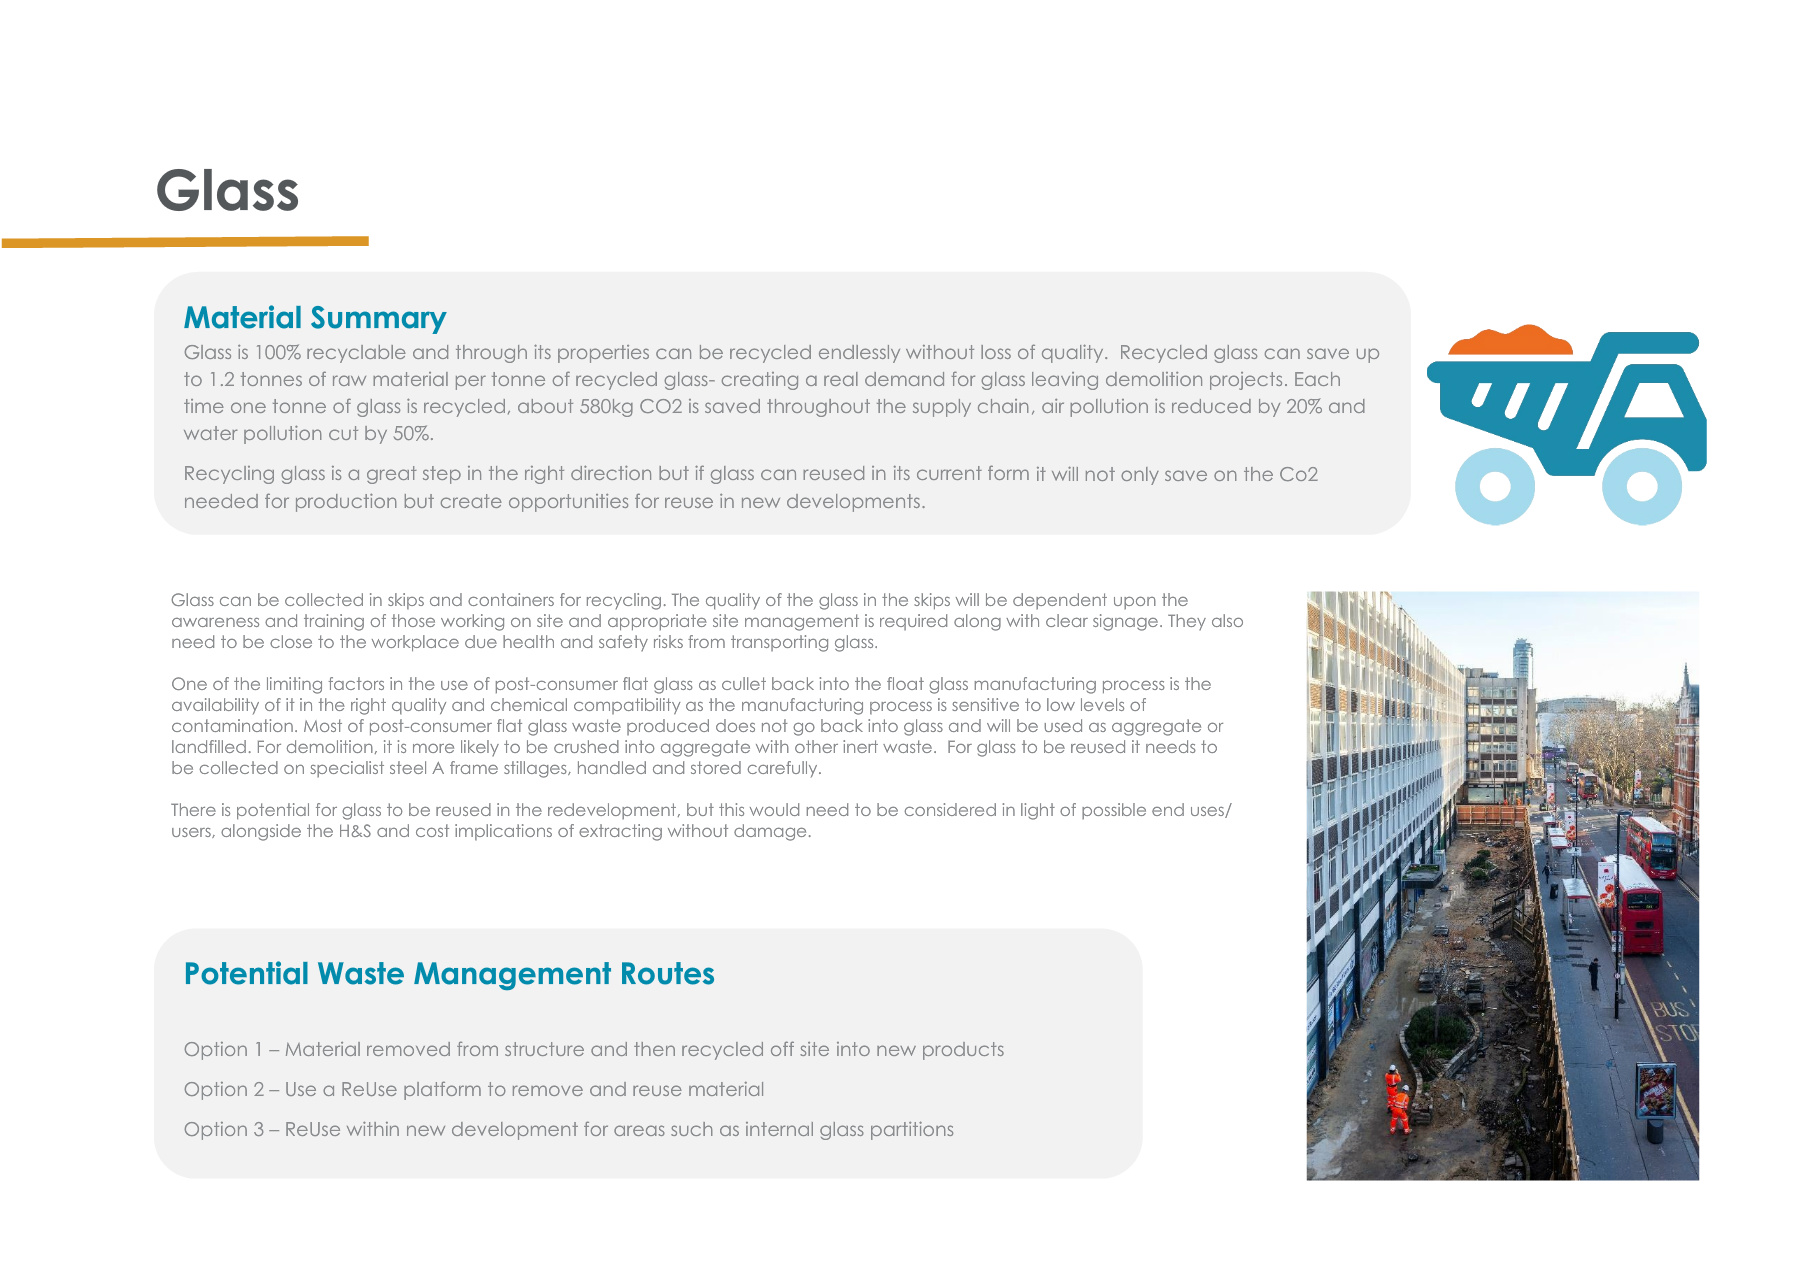 Glass
Material Summary
Glass is 100% recyclable and through its properties can be recycled endlessly without loss of quality.  Recycled glass can save up
to 1.2 tonnes of raw material per tonne of recycled glass- creating a real demand for glass leaving demolition projects. Each
time one tonne of glass is recycled, about 580kg CO2 is saved throughout the supply chain, air pollution is reduced by 20% and
water pollution cut by 50%.
Recycling glass is a great step in the right direction but if glass can reused in its current form it will not only save on the Co2
needed for production but create opportunities for reuse in new developments.
Glass can be collected in skips and containers for recycling. The quality of the glass in the skips will be dependent upon the
awareness and training of those working on site and appropriate site management is required along with clear signage. They also
need to be close to the workplace due health and safety risks from transporting glass.
One of the limiting factors in the use of post-consumer flat glass as cullet back into the float glass manufacturing process is the
availability of it in the right quality and chemical compatibility as the manufacturing process is sensitive to low levels of
contamination. Most of post-consumer flat glass waste produced does not go back into glass and will be used as aggregate or
landfilled. For demolition, it is more likely to be crushed into aggregate with other inert waste.  For glass to be reused it needs to
be collected on specialist steel A frame stillages, handled and stored carefully.
There is potential for glass to be reused in the redevelopment, but this would need to be considered in light of possible end uses/
users, alongside the H&S and cost implications of extracting without damage.
BUS
STO
Potential Waste Management Routes
Option 1 – Material removed from structure and then recycled off site into new products
Option 2 – Use a ReUse platform to remove and reuse material
Option 3 – ReUse within new development for areas such as internal glass partitions